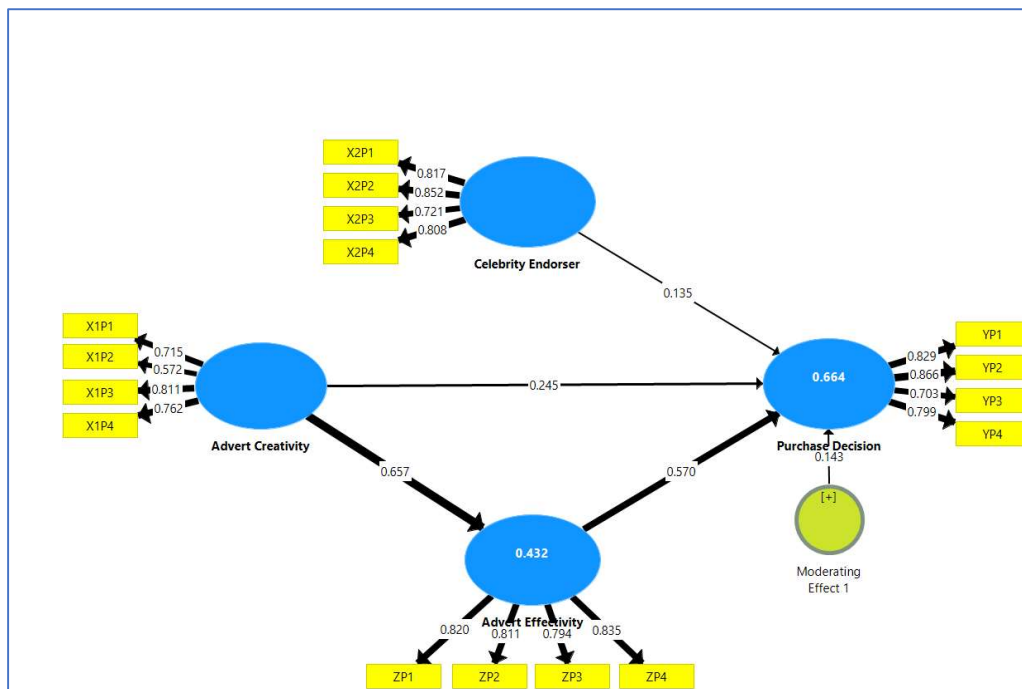 X2P1
0.817
X2P2
0.852
X2P3
0.721
X2P4
0.808
Celebrity Endorser
0.135
X1P1
0.715
X1P2
0.572
X1P3
0.811
X1P4
0.762
Advert Creativity
0.245
0.664
Purchase Decision
0.829
YP1
0.866
YP2
0.703
YP3
0.799
YP4
0.143
[+]
Moderating
Effect 1
0.657
0.570
0.432
Advert Effectivity
0.820
0.811
0.794
0.835
ZP1
ZP2
ZP3
ZP4